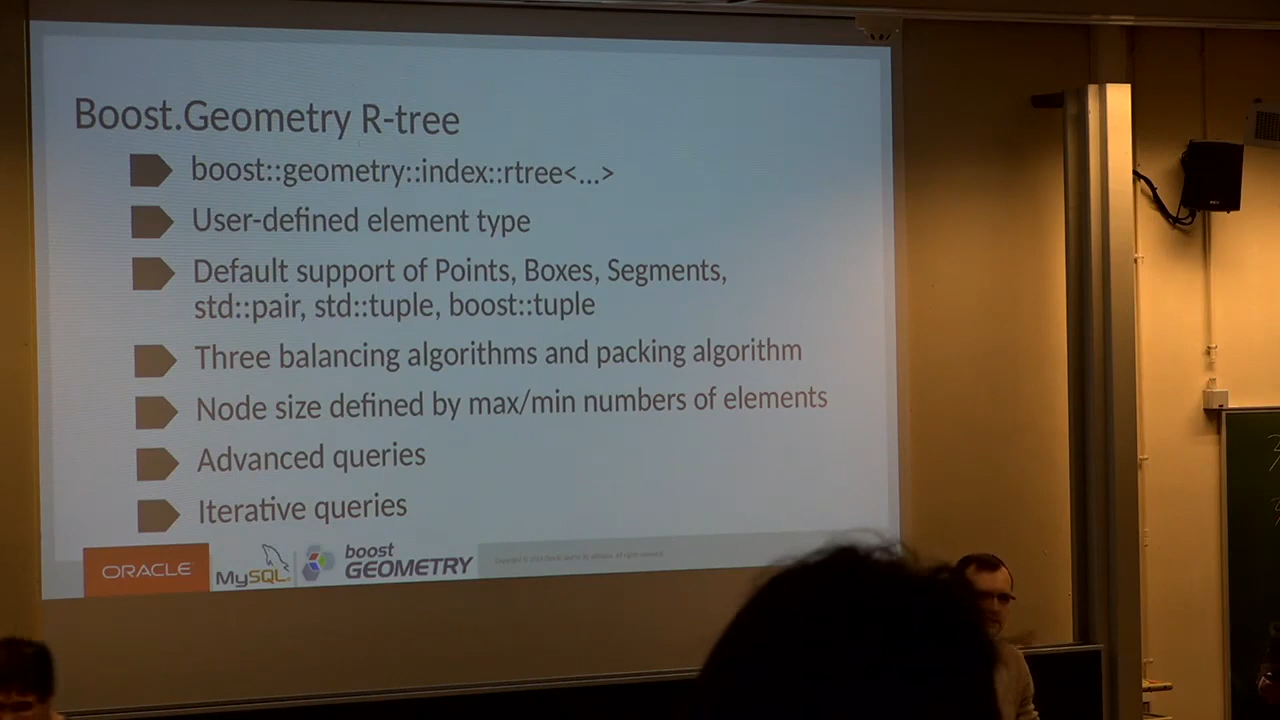 Boost.Geometry R-tree
boost::geometry::index::rtree<...>
User-defined element type
Default support of Points, Boxes, Segments,
std::pair, std::tuple, boost::tuple
Three balancing algorithms and packing algorithm
Node size defined by max/min numbers of elements
Advanced queries
Iterative queries
ORACLE
MySQL
boost
GEOMETRY